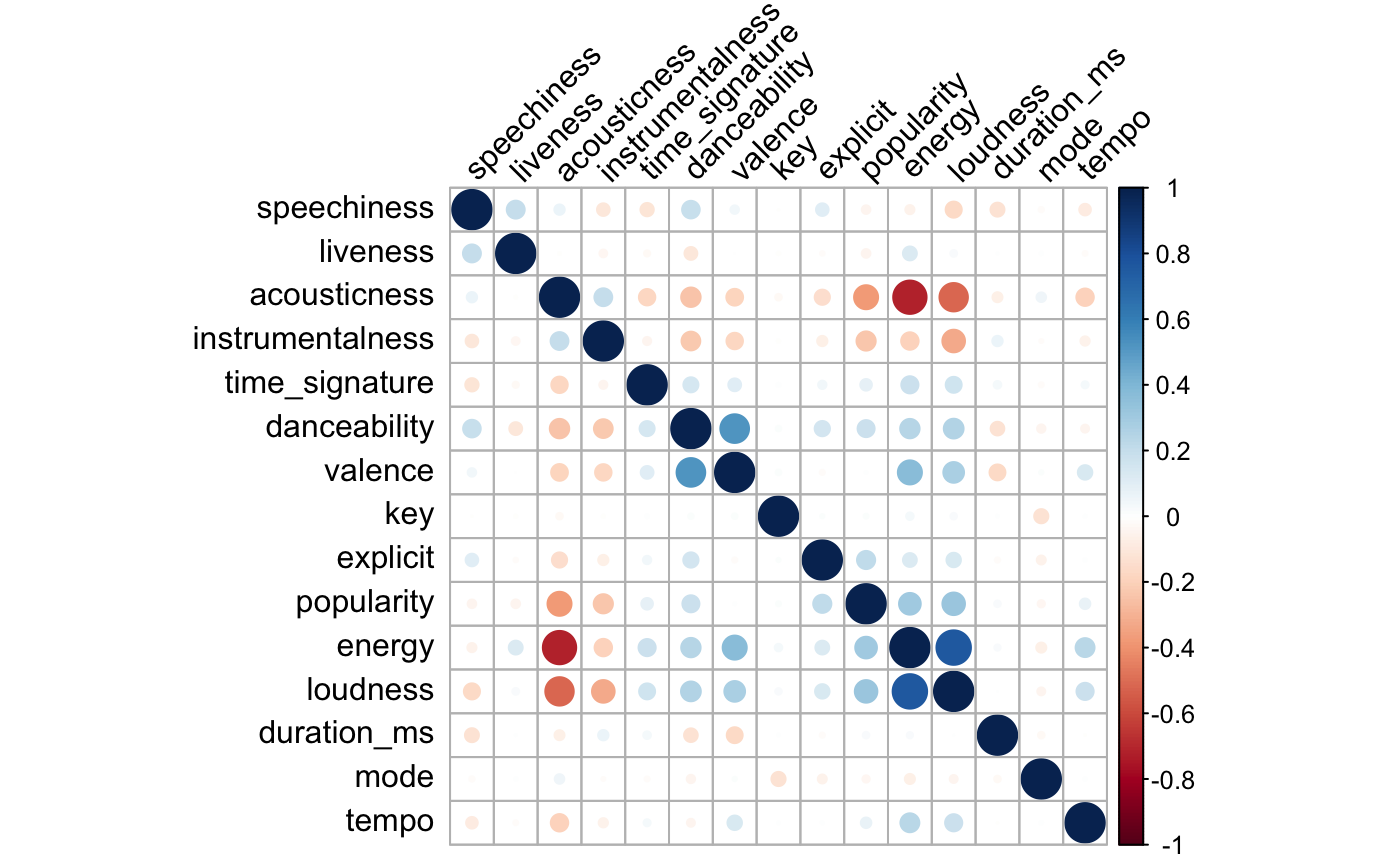 speechiness
liveness
acousticness
instrumentalness
time_signature
danceability
valence
key
explicit
popularity
energy
loudness
duration_ms
mode
tempo
speechiness
liveness
acousticness
instrumentalness
time_signature
danceability
valence
key
explicit
popularity
energy
loudness
duration_ms
mode
tempo
1
0.8
0.6
0.4
0.2
0
-0.2
-0.4
-0.6
-0.8
-1